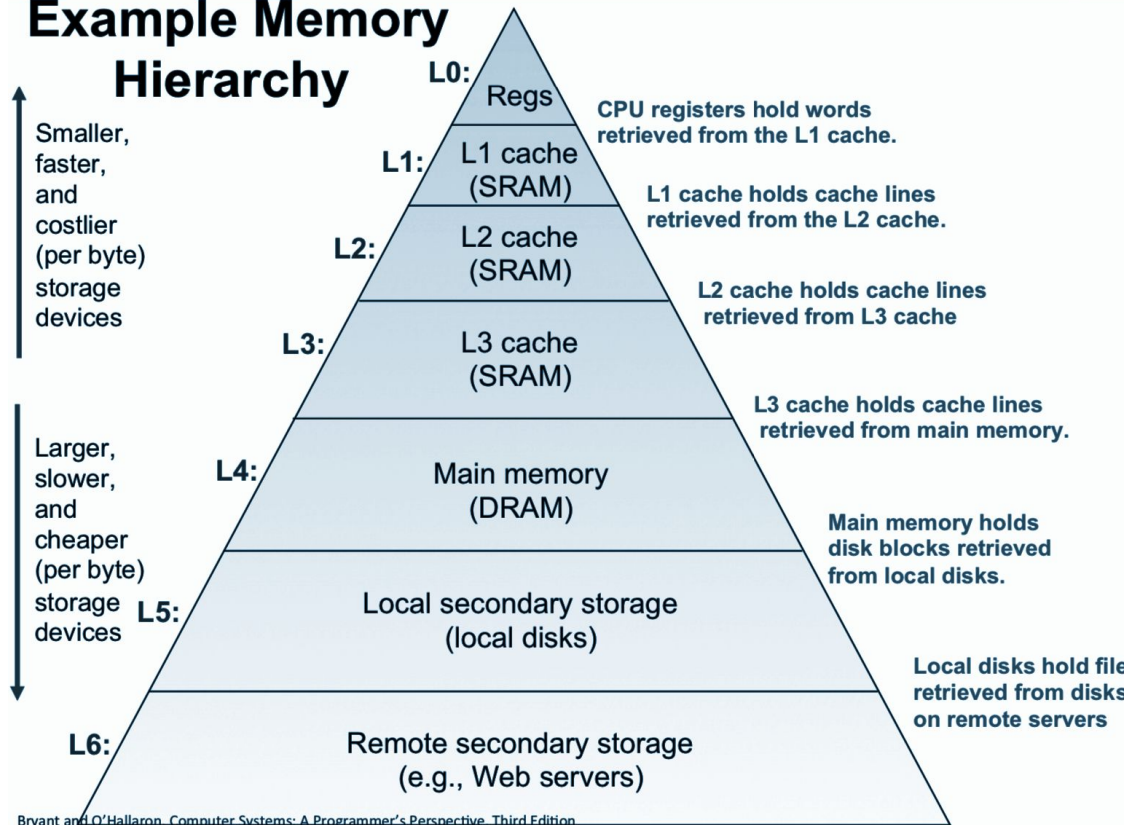 Example Memory
Hierarchy
Smaller,
faster,
and
costlier
(per byte)
storage
devices
Larger,
slower,
and
cheaper
(per byte)
storage
devices
L0:
Regs
CPU registers hold words
retrieved from the L1 cache.
L1:
L1 cache
(SRAM)
L1 cache holds cache lines
retrieved from the L2 cache.
L2:
L2 cache
(SRAM)
L2 cache holds cache lines
retrieved from L3 cache
L3:
L3 cache
(SRAM)
L3 cache holds cache lines
retrieved from main memory.
L4:
Main memory
(DRAM)
Main memory holds
disk blocks retrieved
from local disks.
L5:
Local secondary storage
(local disks)
Local disks hold file
retrieved from disks
on remote servers
L6:
Remote secondary storage
(e.g., Web servers)
Bryant and O'Hallaron, Computer Systems: A Programmer's Perspective, Third Edition